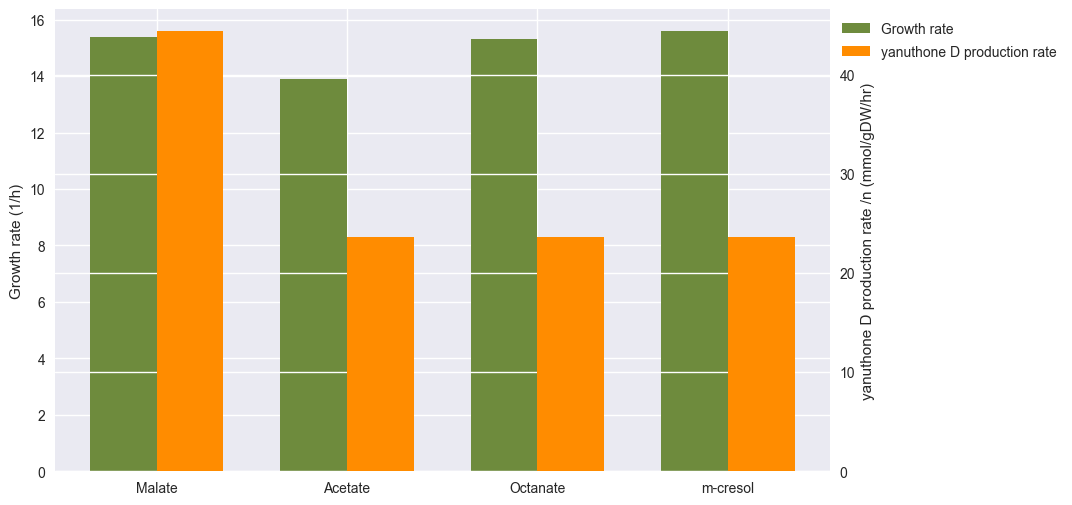 Growth rate
yanuthone D production rate
Growth rate (1/h)
16
14
12
10
8
6
4
2
0
40
30
20
10
0
yanuthone D production rate /n (mmol/gDW/hr)
Malate
Acetate
Octanate
m-cresol